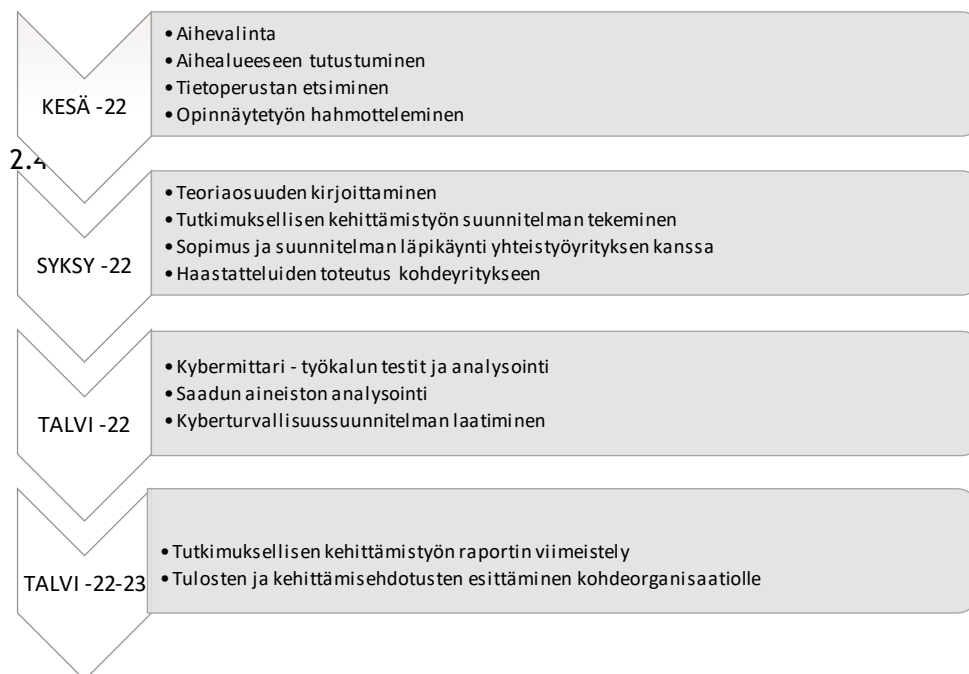 KESÄ -22
• Aihevalinta
• Aihealueeseen tutustuminen
• Tietoperustan etsiminen
• Opinnäytetyön hahmotteleminen
2.4
SYKSY -22
• Teoriaosuuden kirjoittaminen
• Tutkimuksellisen kehittämistyön suunnitelman tekeminen
• Sopimus ja suunnitelman läpikäynti yhteistyöyrityksen kanssa
• Haastatteluiden toteutus kohdeyritykseen
TALVI -22
• Kybermittari - työkalun testit ja analysointi
• Saadun aineiston analysointi
• Kyberturvallisuussuunnitelman laatiminen
TALVI -22-23
• Tutkimuksellisen kehittämistyön raportin viimeistely
• Tulosten ja kehittämisehdotusten esittäminen kohdeorganisaatiolle